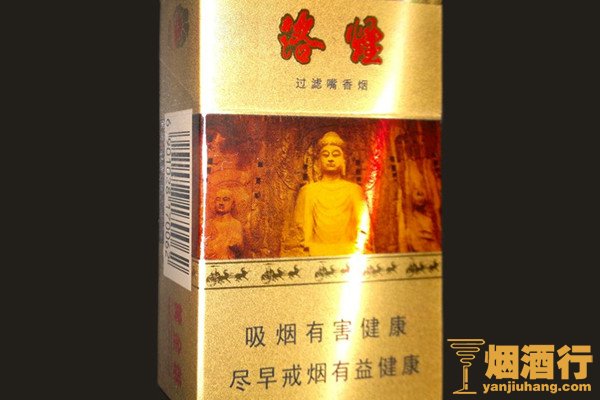 洛烟
过滤嘴香烟
吸烟有害健康
尽早戒烟有益健康
烟酒行
yanjiuhang.com